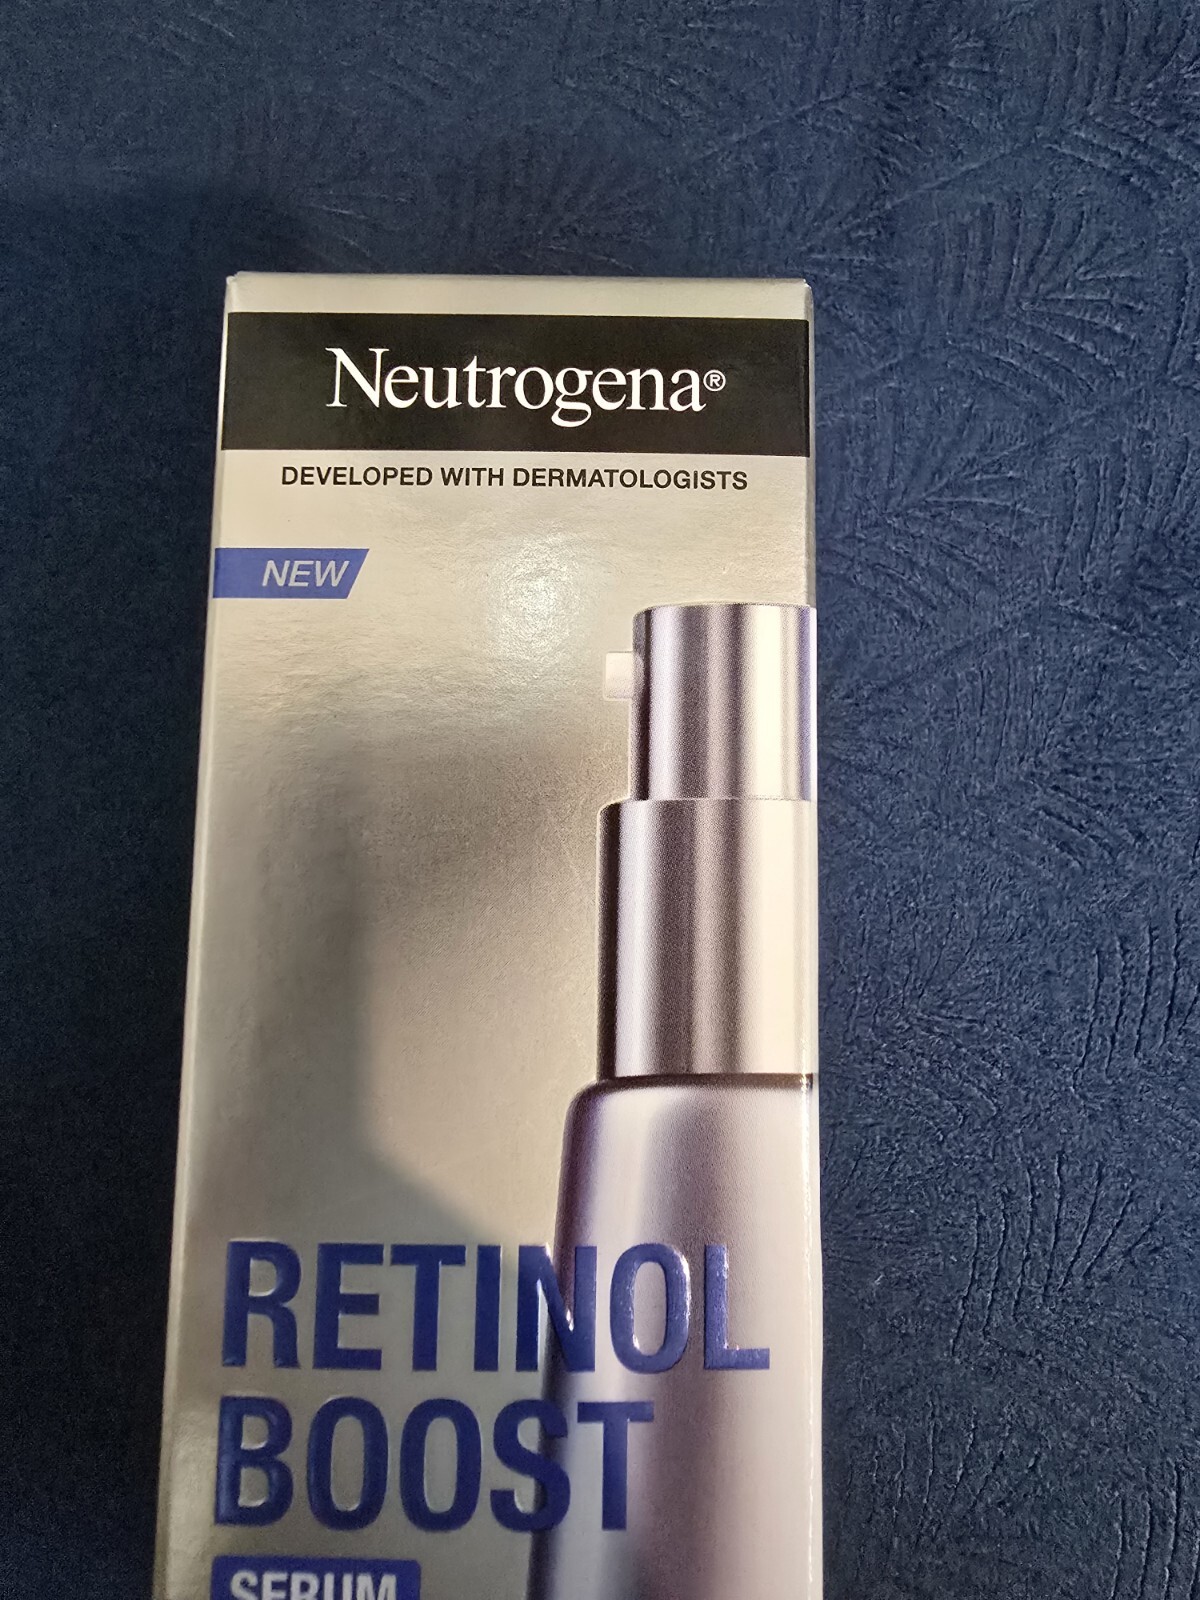 Neutrogena®
DEVELOPED WITH DERMATOLOGISTS
NEW
RETINOL
BOOST
SERUM